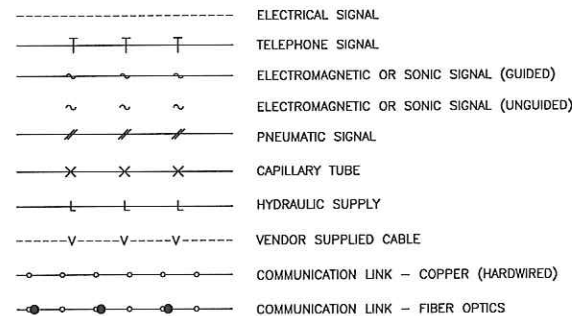 ELECTRICAL SIGNAL
T T T TELEPHONE SIGNAL
ELECTROMAGNETIC OR SONIC SIGNAL (GUIDED)
ELECTROMAGNETIC OR SONIC SIGNAL (UNGUIDED)
PNEUMATIC SIGNAL
CAPILLARY TUBE
L L L HYDRAULIC SUPPLY
V V V VENDOR SUPPLIED CABLE
COMMUNICATION LINK – COPPER (HARDWIRED)
COMMUNICATION LINK – FIBER OPTICS